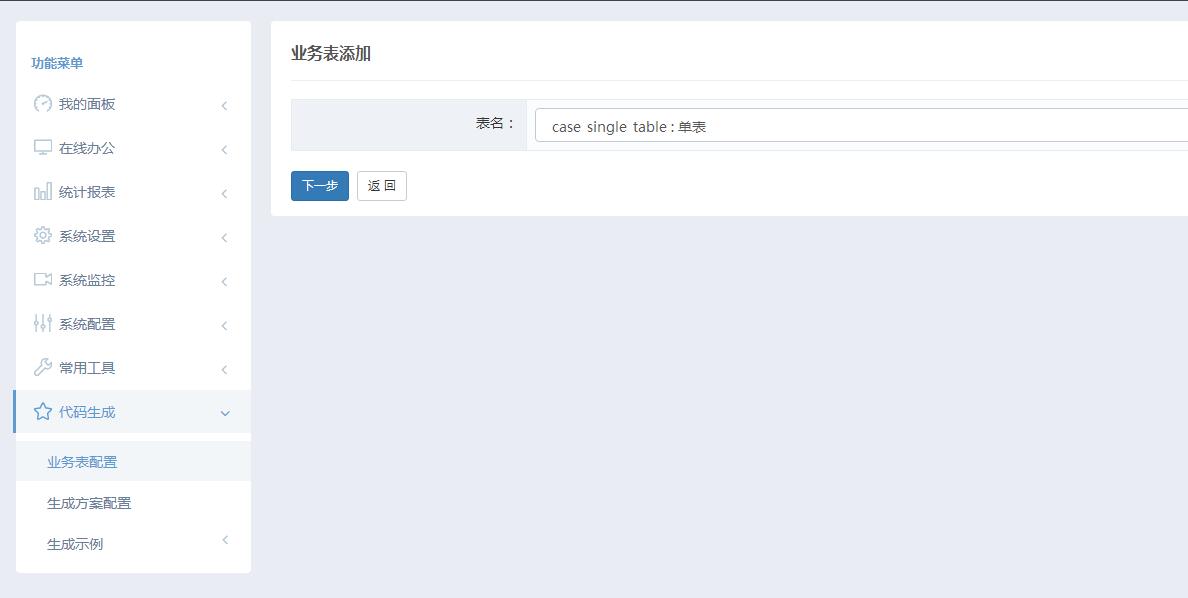 功能菜单
我的面板
在线办公
统计报表
系统设置
系统监控
系统配置
常用工具
代码生成
业务表配置
生成方案配置
生成示例
业务表添加
表名：
case_single_table : 单表
下一步
返 回